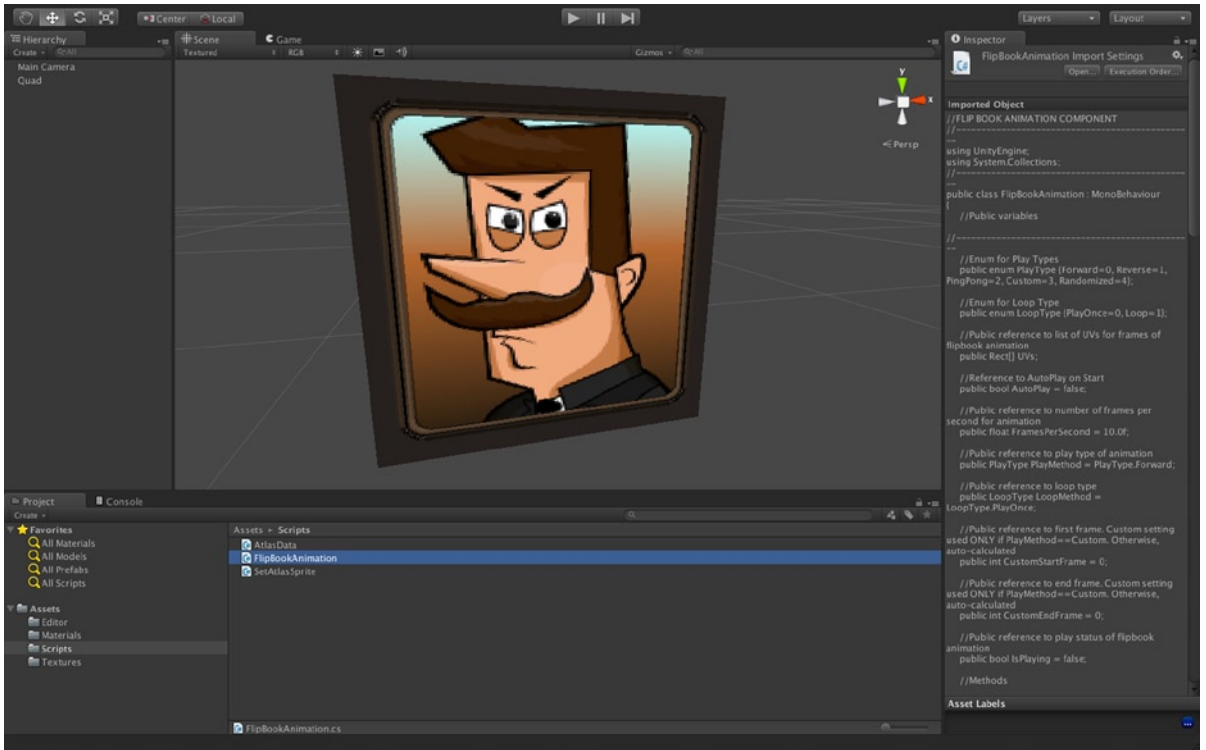 Center
Local
Layers
Layout
Hierarchy
Create
All
Main Camera
Quad
Scene
Game
Textured
RGB
Gizmos
All
y
x
Persp
Inspector
FlipBookAnimation Import Settings
Open...
Execution Order...
Imported Object
//FLIP BOOK ANIMATION COMPONENT
//--------------------------------------------------
--
using UnityEngine;
using System.Collections;
//--------------------------------------------------
--
public class FlipBookAnimation : MonoBehaviour
{
//Public variables
//--------------------------------------------------
--
//Enum for Play Types
public enum PlayType {Forward=0, Reverse=1,
PingPong=2, Custom=3, Randomized=4};
//Enum for Loop Type
public enum LoopType {PlayOnce=0, Loop=1};
//Public reference to list of UVs for frames of
flipbook animation
public Rect[] UVs;
//Reference to AutoPlay on Start
public bool AutoPlay = false;
//Public reference to number of frames per
second for animation
public float FramesPerSecond = 10.0f;
//Public reference to play type of animation
public PlayType PlayMethod = PlayType.Forward;
//Public reference to loop type
public LoopType LoopMethod =
LoopType.PlayOnce;
//Public reference to first frame. Custom setting
used ONLY if PlayMethod==Custom. Otherwise,
auto-calculated
public int CustomStartFrame = 0;
//Public reference to end frame. Custom setting
used ONLY if PlayMethod==Custom. Otherwise,
auto-calculated
public int CustomEndFrame = 0;
//Public reference to play status of flipbook
animation
public bool IsPlaying = false;
//Methods
Asset Labels
Project
Console
Create
Favorites
All Materials
All Models
All Prefabs
All Scripts
Assets
Editor
Materials
Scripts
Textures
Assets ▸ Scripts
AtlasData
FlipBookAnimation
SetAtlasSprite
FlipBookAnimation.cs